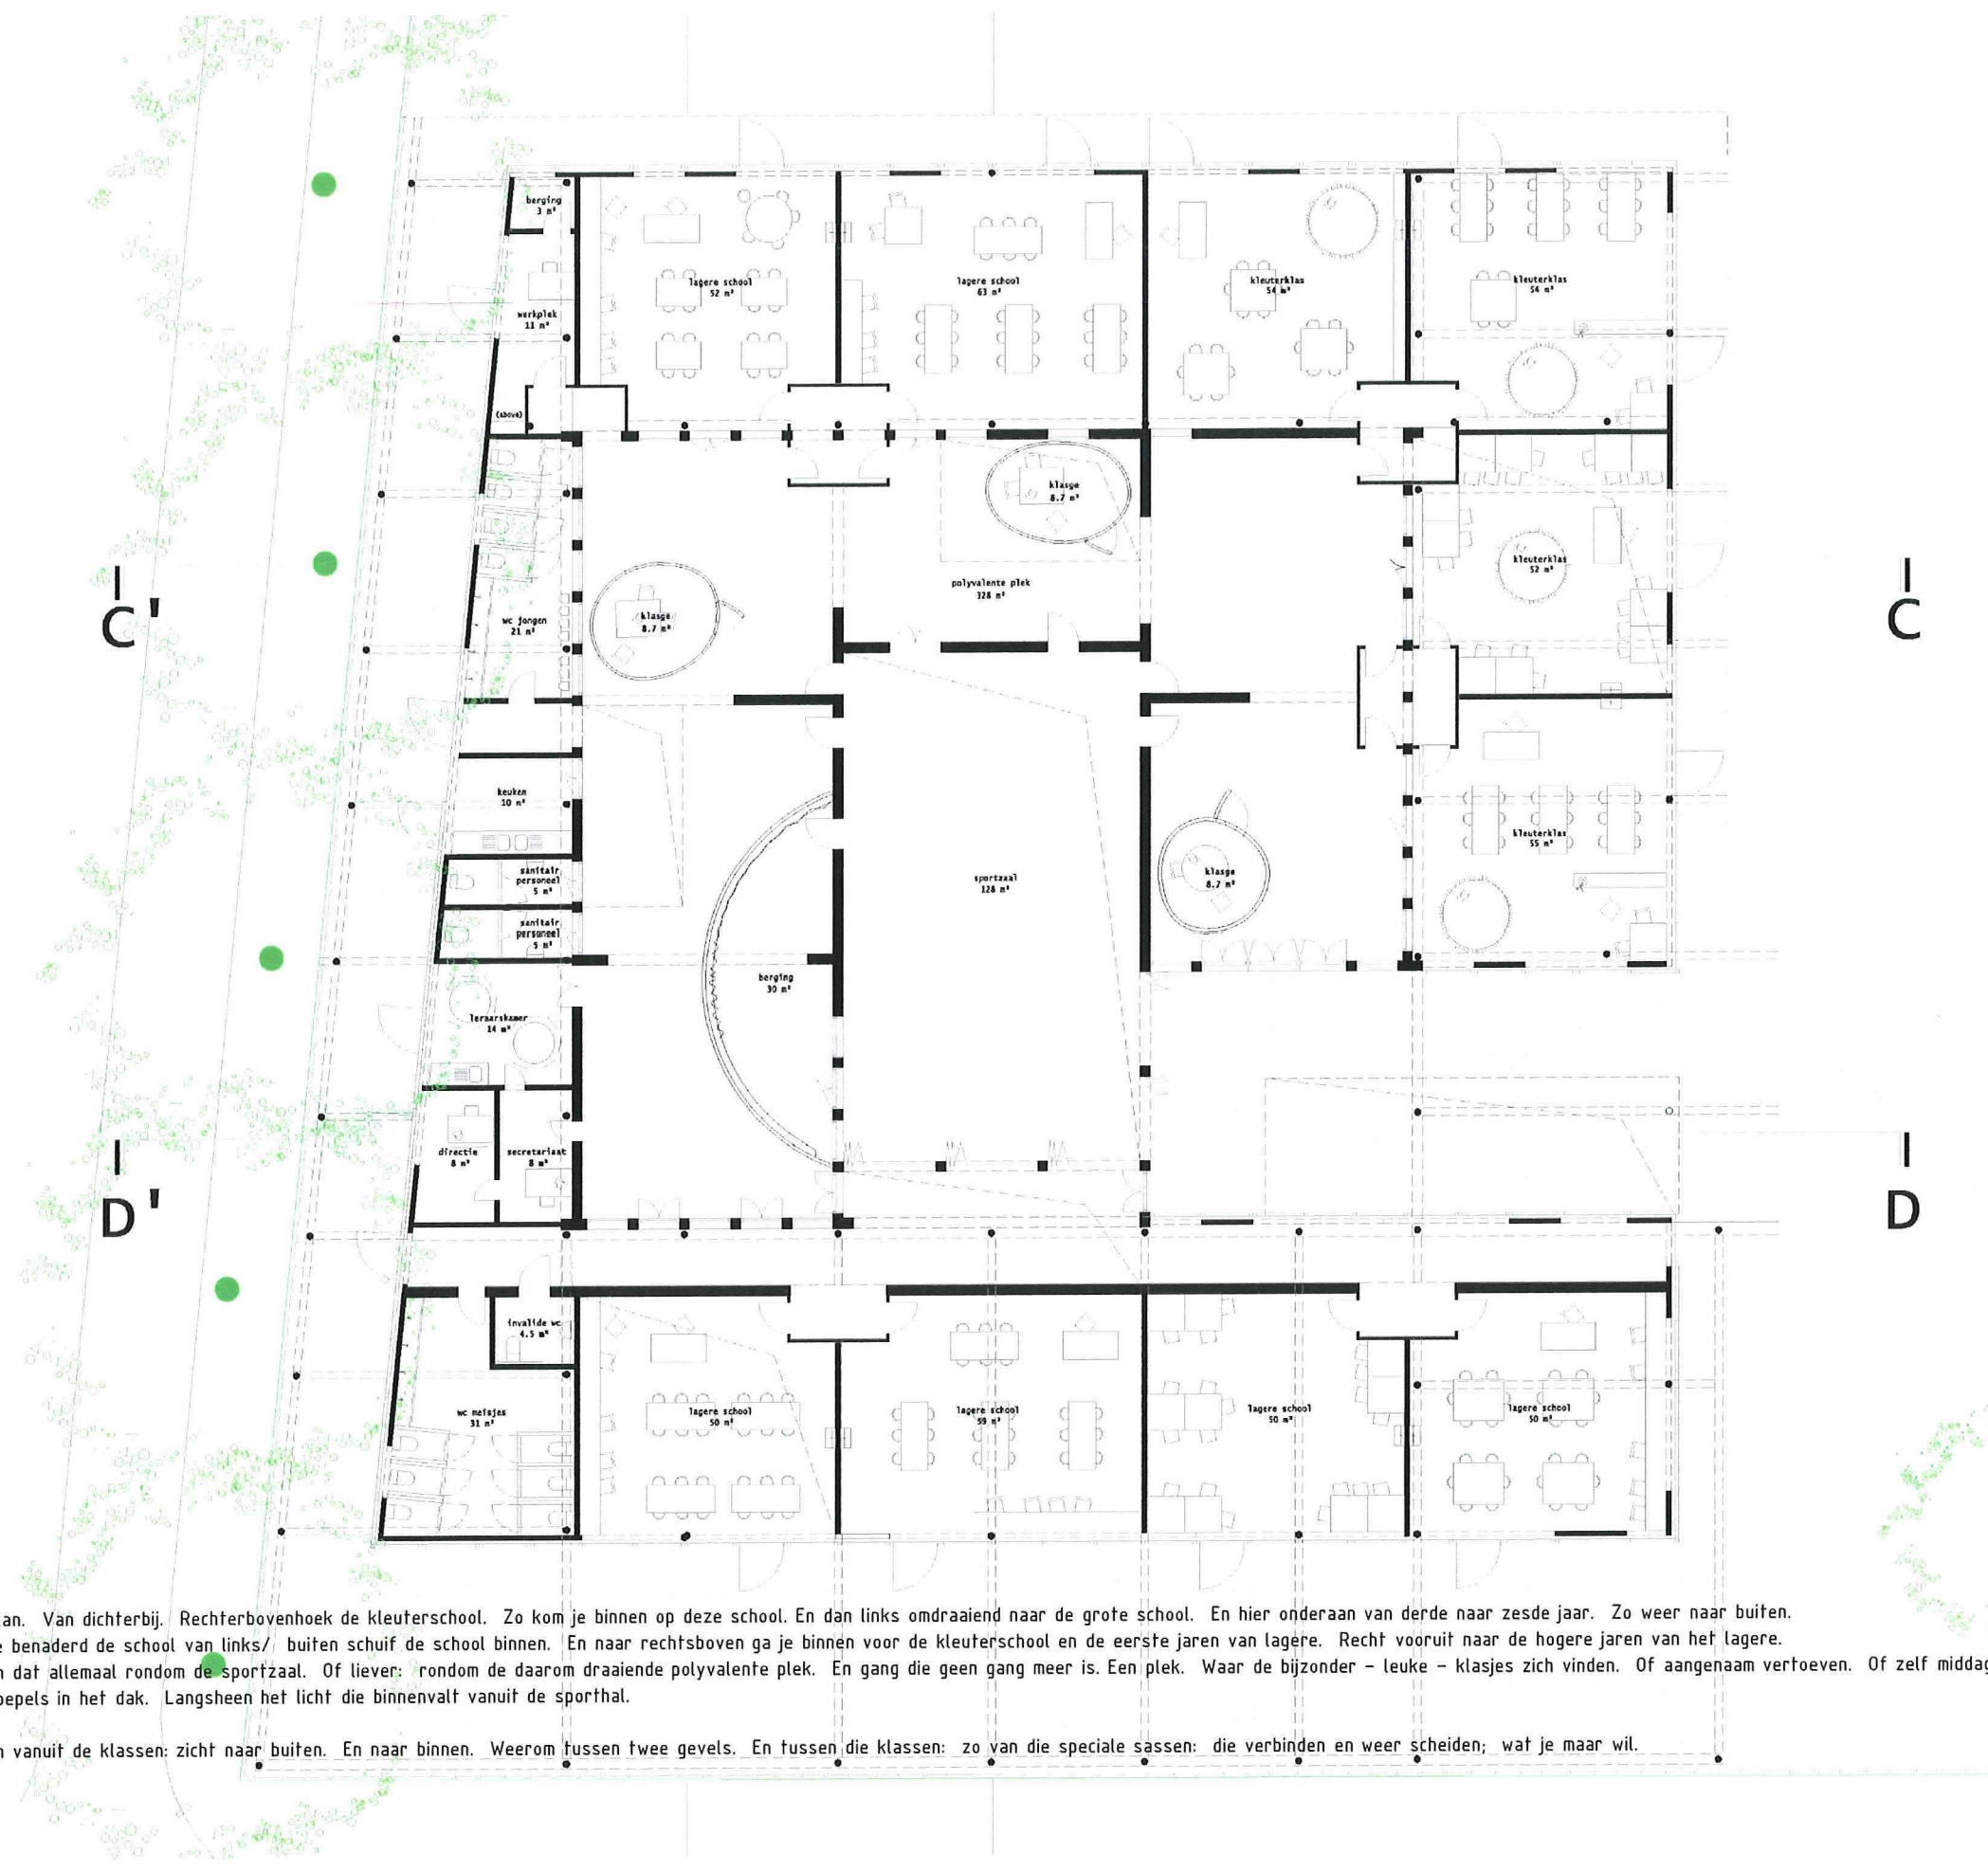 berging
3 m²
lagere school
52 m²
lagere school
63 m²
kleuterklas
54 m²
kleuterklas
54 m²
werkplek
11 m²
(above)
klasge
8.7 m²
polyvalente plek
328 m²
kleuterklas
52 m²
C'
C
klasge
8.7 m²
wc jongen
21 m²
keuken
10 m²
kleuterklas
55 m²
sanitair
personeel
5 m²
sportzaal
128 m²
klasge
8.7 m²
sanitair
personeel
5 m²
berging
30 m²
leraarskamer
14 m²
directie
8 m²
secretariaat
8 m²
D'
D
invalide wc
4.5 m²
wc meisjes
31 m²
lagere school
50 m²
lagere school
59 m²
lagere school
50 m²
lagere school
50 m²
an. Van dichterbij. Rechterbovenhoek de kleuterschool. Zo kom je binnen op deze school. En dan links omdraaiend naar de grote school. En hier onderaan van derde naar zesde jaar. Zo weer naar buiten.
e benaderd de school van links/ buiten schuif de school binnen. En naar rechtsboven ga je binnen voor de kleuterschool en de eerste jaren van lagere. Recht vooruit naar de hogere jaren van het lagere.
n dat allemaal rondom de sportzaal. Of liever: rondom de daarom draaiende polyvalente plek. En gang die geen gang meer is. Een plek. Waar de bijzonder – leuke – klasjes zich vinden. Of aangenaam vertoeven. Of zelf middag
oepels in het dak. Langsheen het licht die binnenvalt vanuit de sporthal.
n vanuit de klassen: zicht naar buiten. En naar binnen. Weerom tussen twee gevels. En tussen die klassen: zo van die speciale sassen: die verbinden en weer scheiden; wat je maar wil.